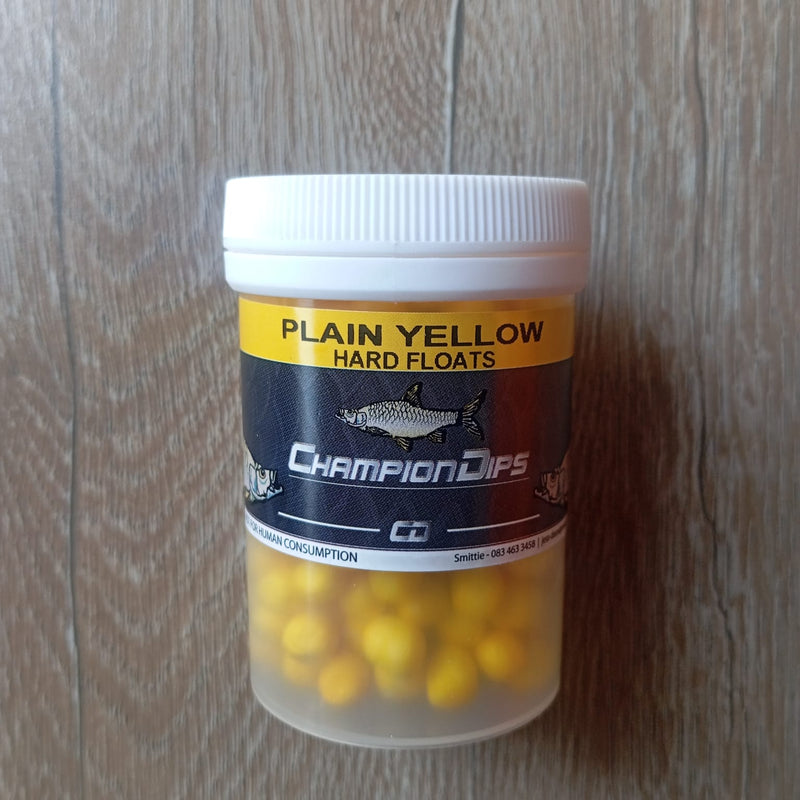 PLAIN YELLOW
HARD FLOATS
CHAMPIONDIPS
CD
FOR HUMAN CONSUMPTION
Smittie - 083 463 3458 |